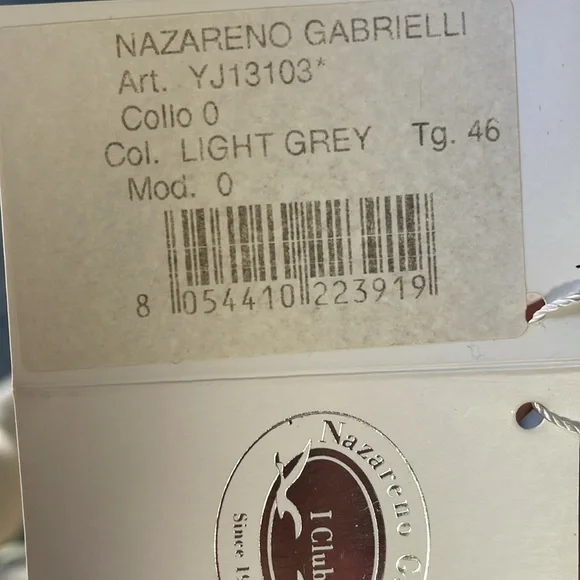 NAZARENO GABRIELLI
Art. YJ13103*
Collo 0
Col. LIGHT GREY Tg. 46
Mod. 0
8 054410 223919
Nazareno
I Club
Since